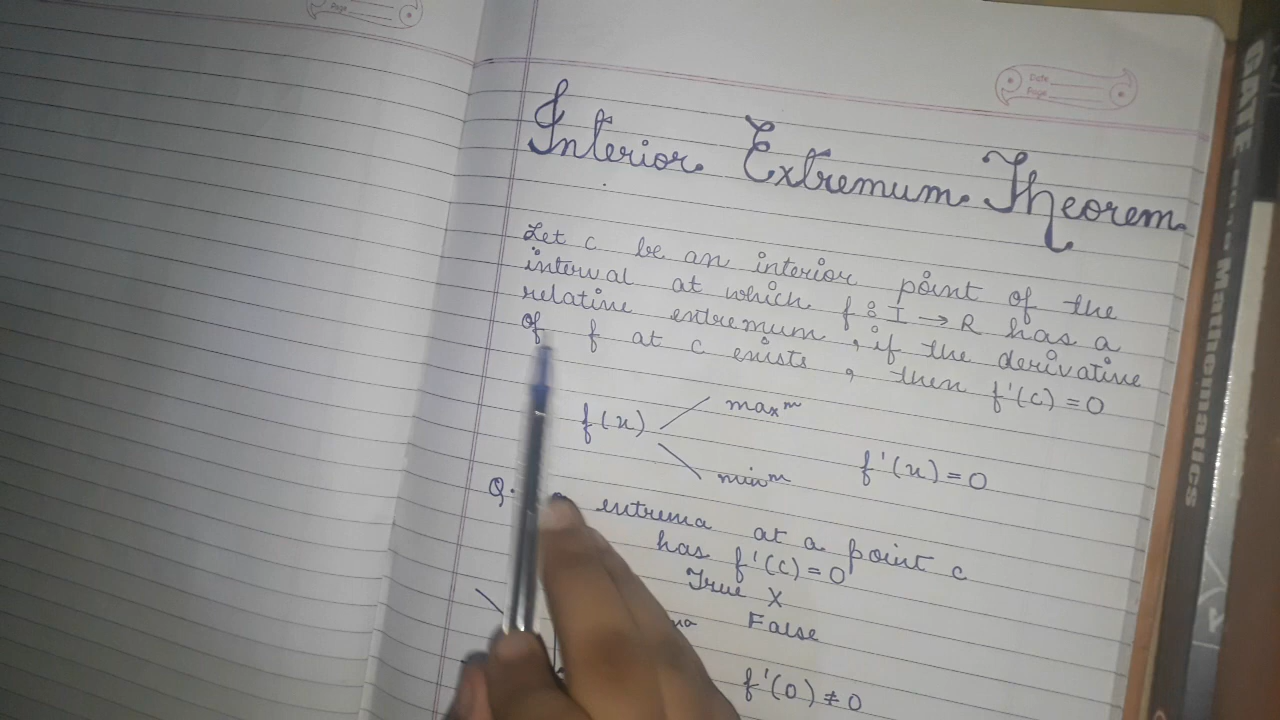 Page
Date
Page
Interior Extremum Theorem
Let c be an interior point of the
interval at which f : I → R has a
relative extremum, if the derivative
of f at c exists, then f'(c) = 0
f(x)
maxᵐ
minᵐ
f'(x) = 0
Q.
extrema at a point c
has f'(c) = 0
True X
False
f'(0) ≠ 0
GATE
Mathematics